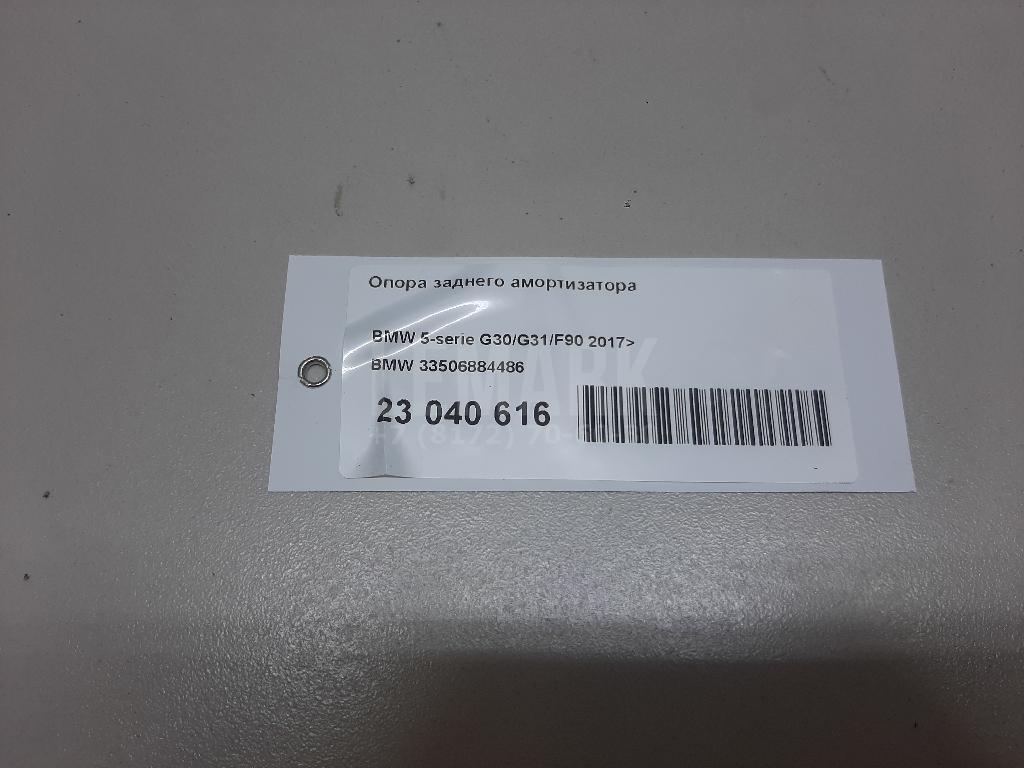 Опора заднего амортизатора
BMW 5-serie G30/G31/F90 2017>
BMW 33506884486
23 040 616